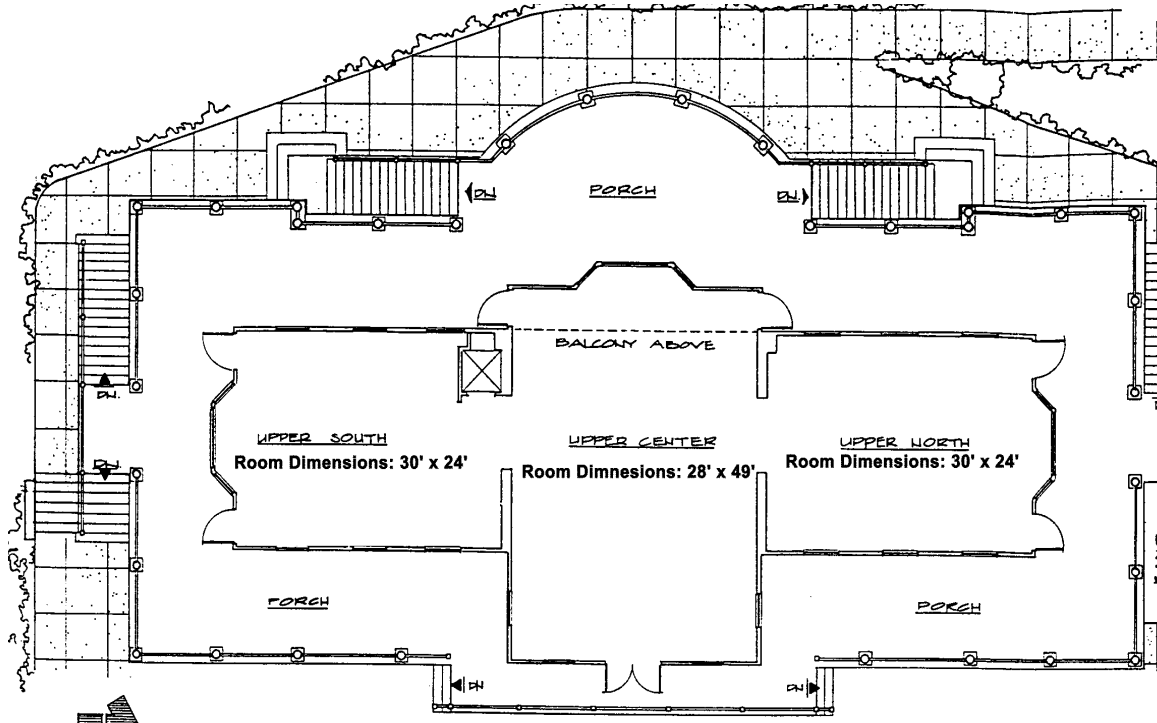 PORCH
DN.
DN.
BALCONY ABOVE
DN.
UPPER SOUTH
Room Dimensions: 30' x 24'
UPPER CENTER
Room Dimnesions: 28' x 49'
UPPER NORTH
Room Dimensions: 30' x 24'
DN.
PORCH
PORCH
DN
DN